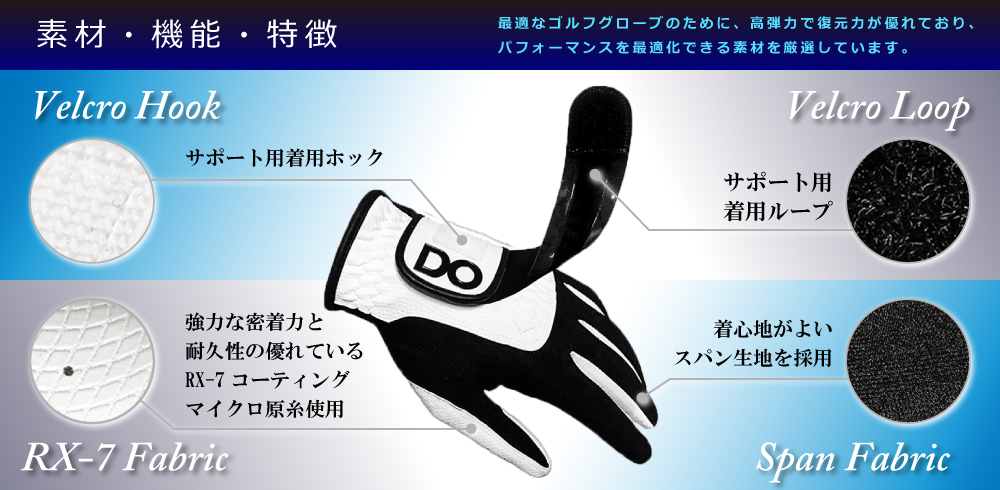 素材・機能・特徴
最適なゴルフグローブのために、高弾力で復元力が優れており、
パフォーマンスを最適化できる素材を厳選しています。
Velcro Hook
サポート用着用ホック
Velcro Loop
サポート用
着用ループ
DO
強力な密着力と
耐久性の優れている
RX-7 コーティング
マイクロ原糸使用
RX-7 Fabric
着心地がよい
スパン生地を採用
Span Fabric